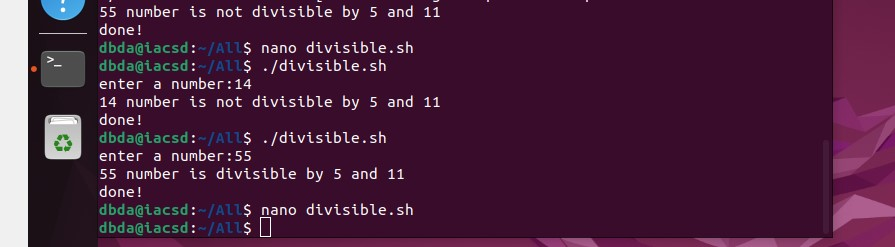 55 number is not divisible by 5 and 11
done!
dbda@iacsd:~/All$ nano divisible.sh
dbda@iacsd:~/All$ ./divisible.sh
enter a number:14
14 number is not divisible by 5 and 11
done!
dbda@iacsd:~/All$ ./divisible.sh
enter a number:55
55 number is divisible by 5 and 11
done!
dbda@iacsd:~/All$ nano divisible.sh
dbda@iacsd:~/All$